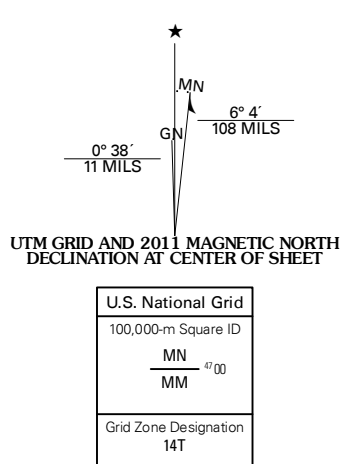 ★
MN
6° 4´
108 MILS
GN
0° 38´
11 MILS
UTM GRID AND 2011 MAGNETIC NORTH
DECLINATION AT CENTER OF SHEET
U.S. National Grid
100,000-m Square ID
MN
4700
MM
Grid Zone Designation
14T